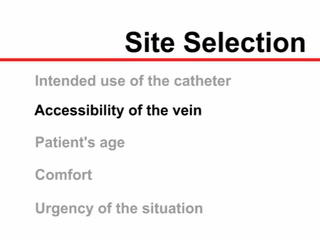 Site Selection
Intended use of the catheter
Accessibility of the vein
Patient's age
Comfort
Urgency of the situation